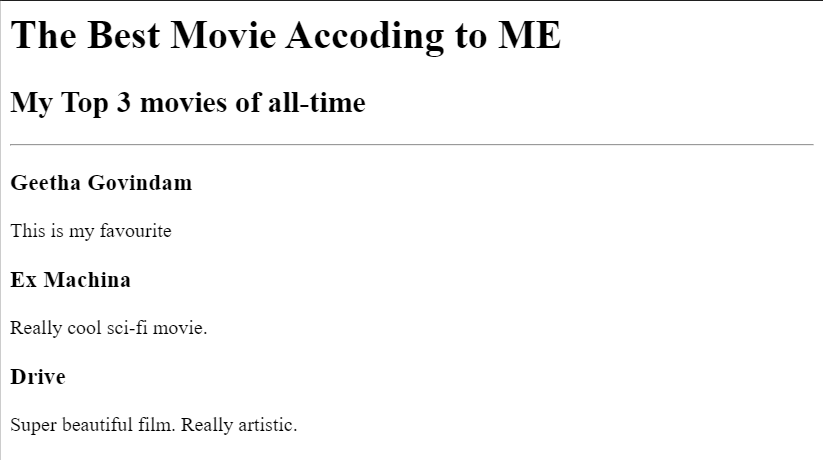 The Best Movie Accoding to ME
My Top 3 movies of all-time
Geetha Govindam
This is my favourite
Ex Machina
Really cool sci-fi movie.
Drive
Super beautiful film. Really artistic.